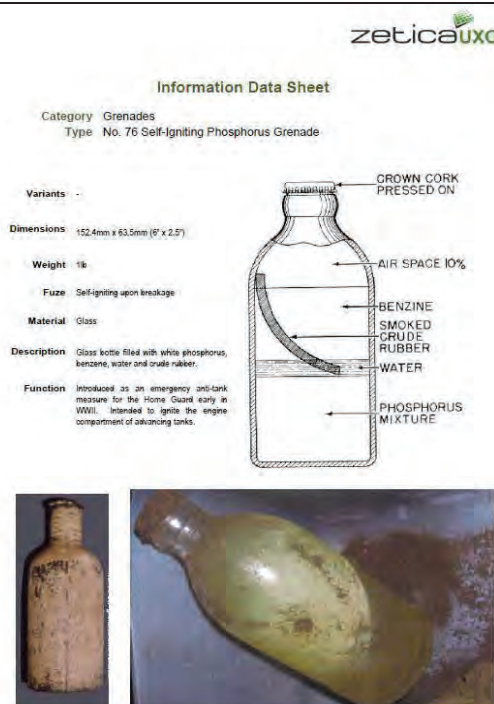 zeticauxo
Information Data Sheet
Category Grenades
Type No. 76 Self-Igniting Phosphorus Grenade
Variants -
Dimensions 152.4mm x 63.5mm (6" x 2.5")
Weight 1lb
Fuze Self-igniting upon breakage
Material Glass
Description Glass bottle filled with white phosphorus,
benzene, water and crude rubber.
Function Introduced as an emergency anti-tank
measure for the Home Guard early in
WWII. Intended to ignite the engine
compartment of advancing tanks.
CROWN CORK
PRESSED ON
AIR SPACE 10%
BENZINE
SMOKED
CRUDE
RUBBER
WATER
PHOSPHORUS
MIXTURE